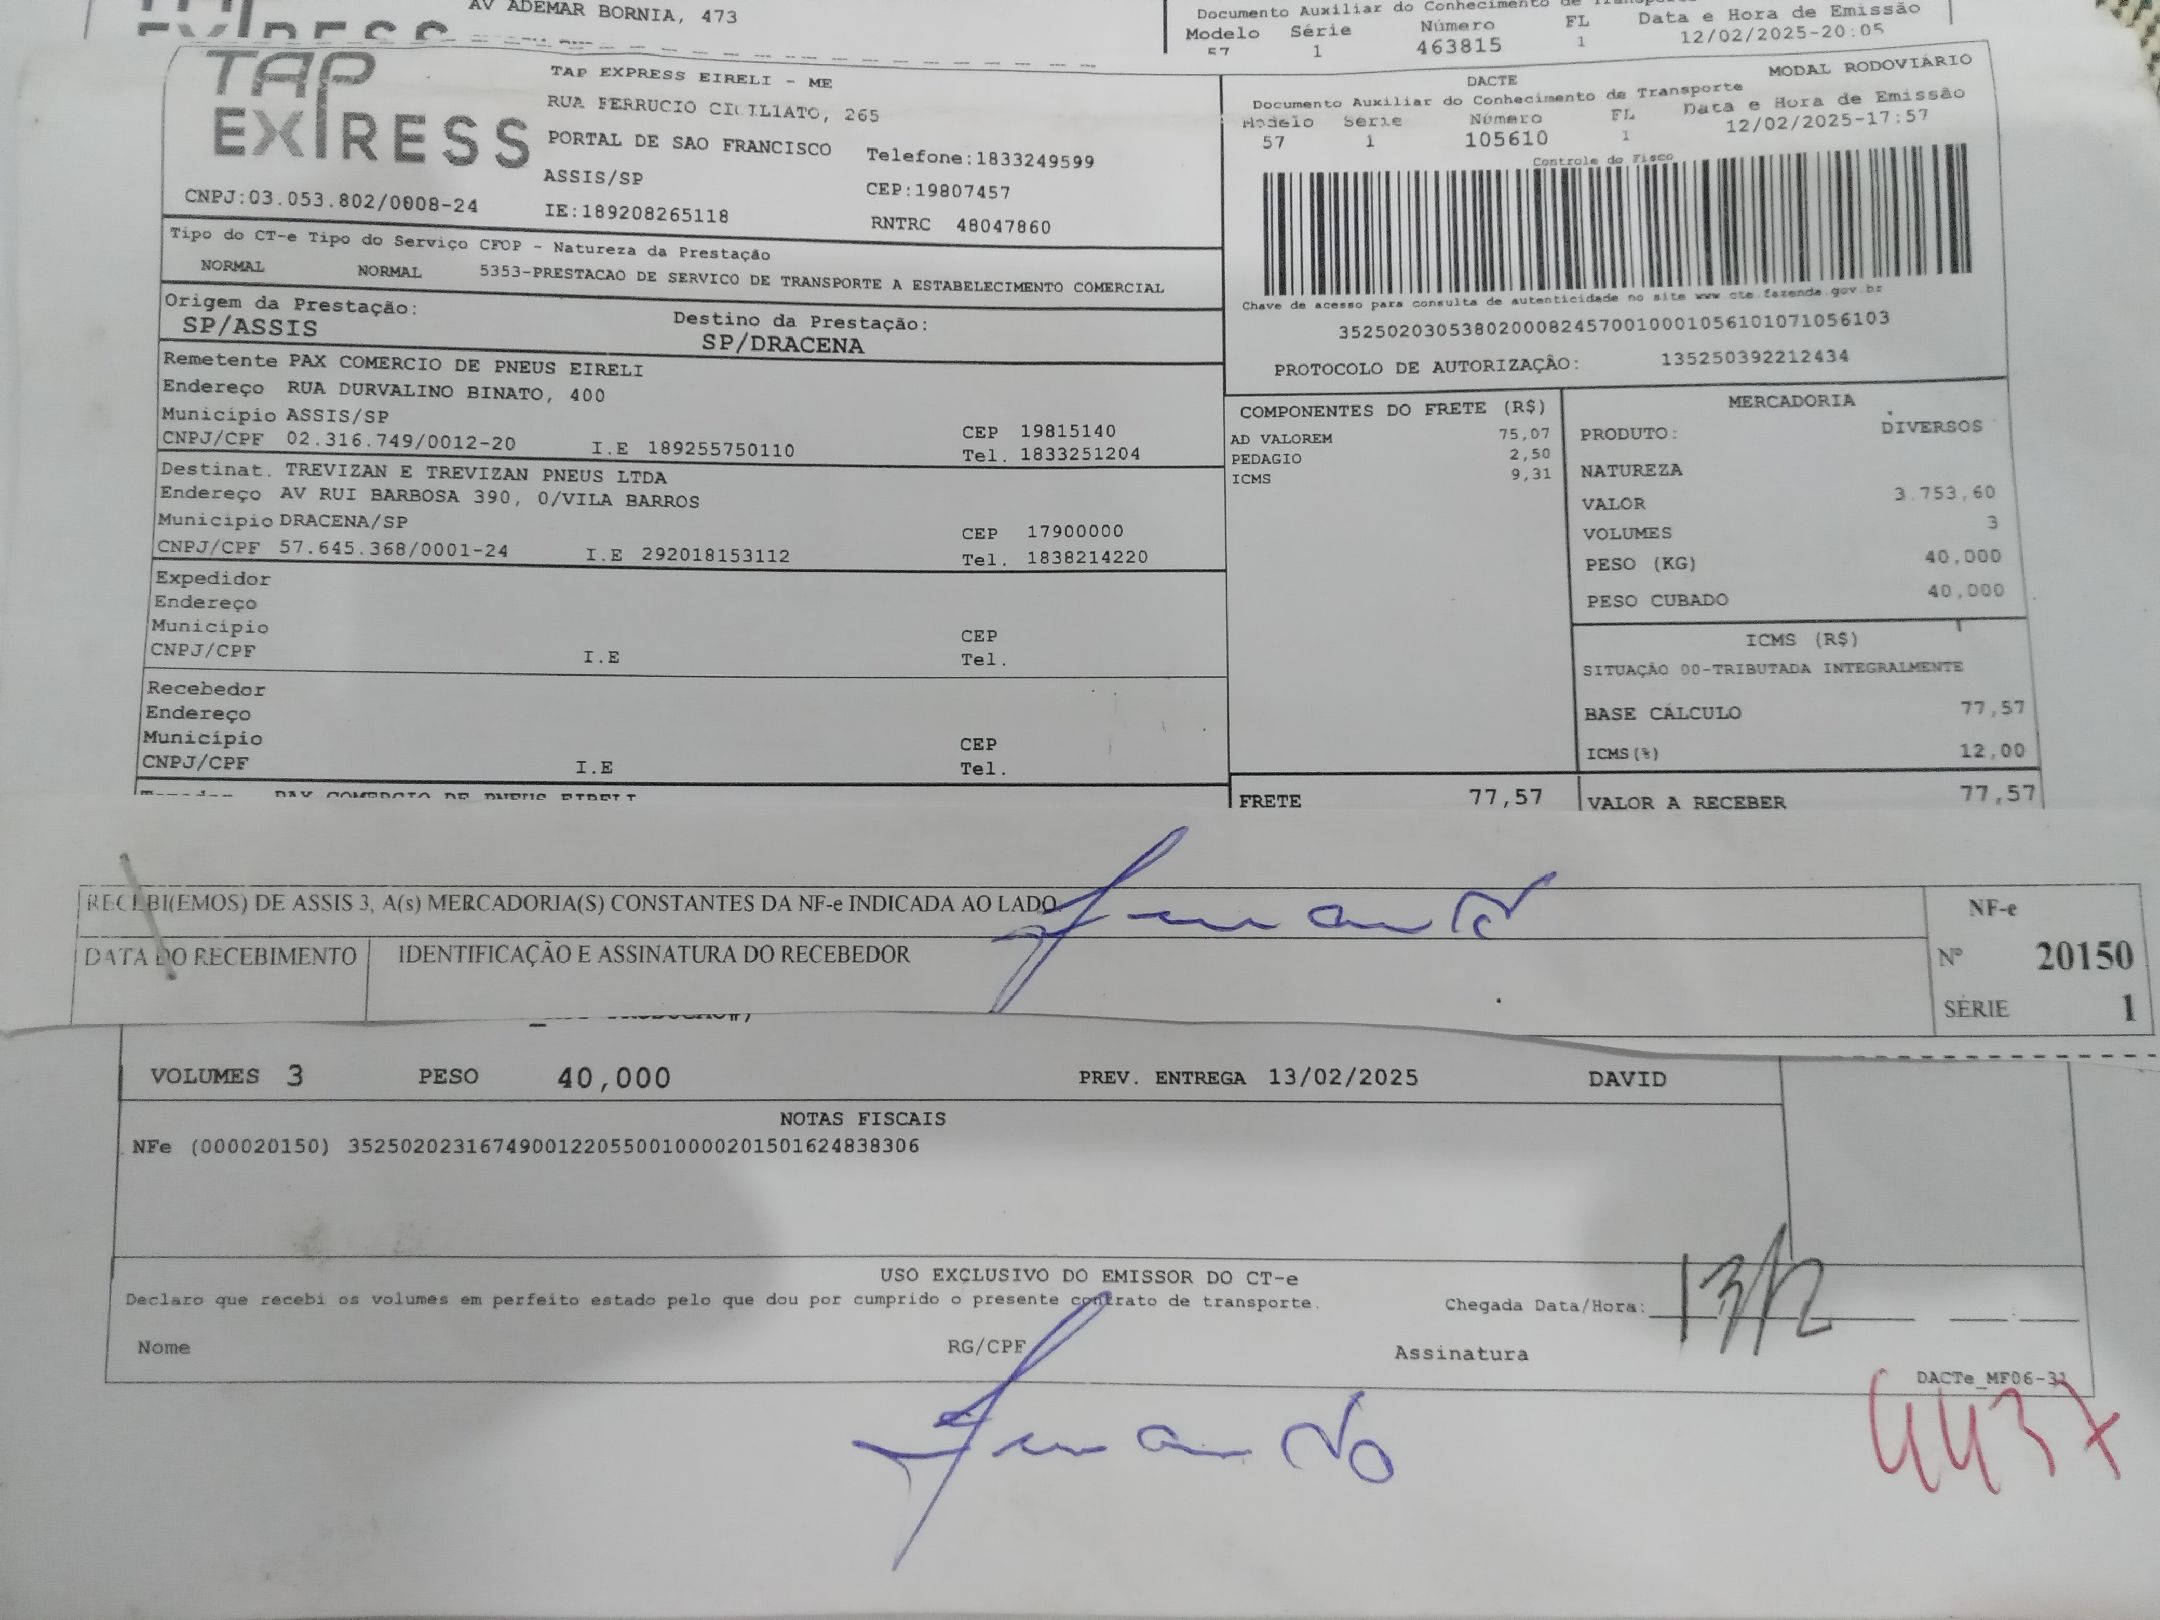 AV ADEMAR BORNIA, 473
Documento Auxiliar do Conhecimento de
Modelo Série Número FL Data e Hora de Emissão
57 1 463815 1 12/02/2025-20:05
TAP EXPRESS
TAP EXPRESS EIRELI - ME
RUA FERRUCIO 265
PORTAL DE SAO FRANCISCO Telefone:1833249599
ASSIS/SP CEP:19807457
CNPJ:03.053.802/0008-24 IE:189208265118 RNTRC 48047860
DACTE MODAL RODOVIÁRIO
Documento Auxiliar do Conhecimento de Transporte
Modelo Série Número FL Data e Hora de Emissão
57 1 105610 1 12/02/2025-17:57
Controle do Fisco
Chave de acesso para consulta de autenticidade no site www.cte.fazenda.gov.br
35250203053802000824570010001056101071056103
PROTOCOLO DE AUTORIZAÇÃO: 135250392212434
Tipo do CT-e Tipo do Serviço CFOP - Natureza da Prestação
NORMAL NORMAL 5353-PRESTACAO DE SERVICO DE TRANSPORTE A ESTABELECIMENTO COMERCIAL
Origem da Prestação: Destino da Prestação:
SP/ASSIS SP/DRACENA
Remetente PAX COMERCIO DE PNEUS EIRELI
Endereço RUA DURVALINO BINATO, 400
Município ASSIS/SP CEP 19815140
CNPJ/CPF 02.316.749/0012-20 I.E 189255750110 Tel. 1833251204
Destinat. TREVIZAN E TREVIZAN PNEUS LTDA
Endereço AV RUI BARBOSA 390, 0/VILA BARROS
Município DRACENA/SP CEP 17900000
CNPJ/CPF 57.645.368/0001-24 I.E 292018153112 Tel. 1838214220
Expedidor
Endereço
Município CEP
CNPJ/CPF I.E Tel.
Recebedor
Endereço
Município CEP
CNPJ/CPF I.E Tel.
PAX COMERCIO DE PNEUS EIRELI
COMPONENTES DO FRETE (R$)
AD VALOREM 75,07
PEDAGIO 2,50
ICMS 9,31
MERCADORIA
PRODUTO: DIVERSOS
NATUREZA
VALOR 3.753,60
VOLUMES 3
PESO (KG) 40,000
PESO CUBADO 40,000
ICMS (R$)
SITUAÇÃO 00-TRIBUTADA INTEGRALMENTE
BASE CÁLCULO 77,57
ICMS(%) 12,00
FRETE 77,57 VALOR A RECEBER 77,57
RECEBI(EMOS) DE ASSIS 3, A(s) MERCADORIA(S) CONSTANTES DA NF-e INDICADA AO LADO
DATA DO RECEBIMENTO IDENTIFICAÇÃO E ASSINATURA DO RECEBEDOR
NF-e
Nº 20150
SÉRIE 1
VOLUMES 3 PESO 40,000 PREV. ENTREGA 13/02/2025 DAVID
NOTAS FISCAIS
NFe (000020150) 35250202316749001220550010000201501624838306
USO EXCLUSIVO DO EMISSOR DO CT-e
Declaro que recebi os volumes em perfeito estado pelo que dou por cumprido o presente contrato de transporte. Chegada Data/Hora: 13/2
Nome RG/CPF Assinatura
DACTe_MF06-31
4437